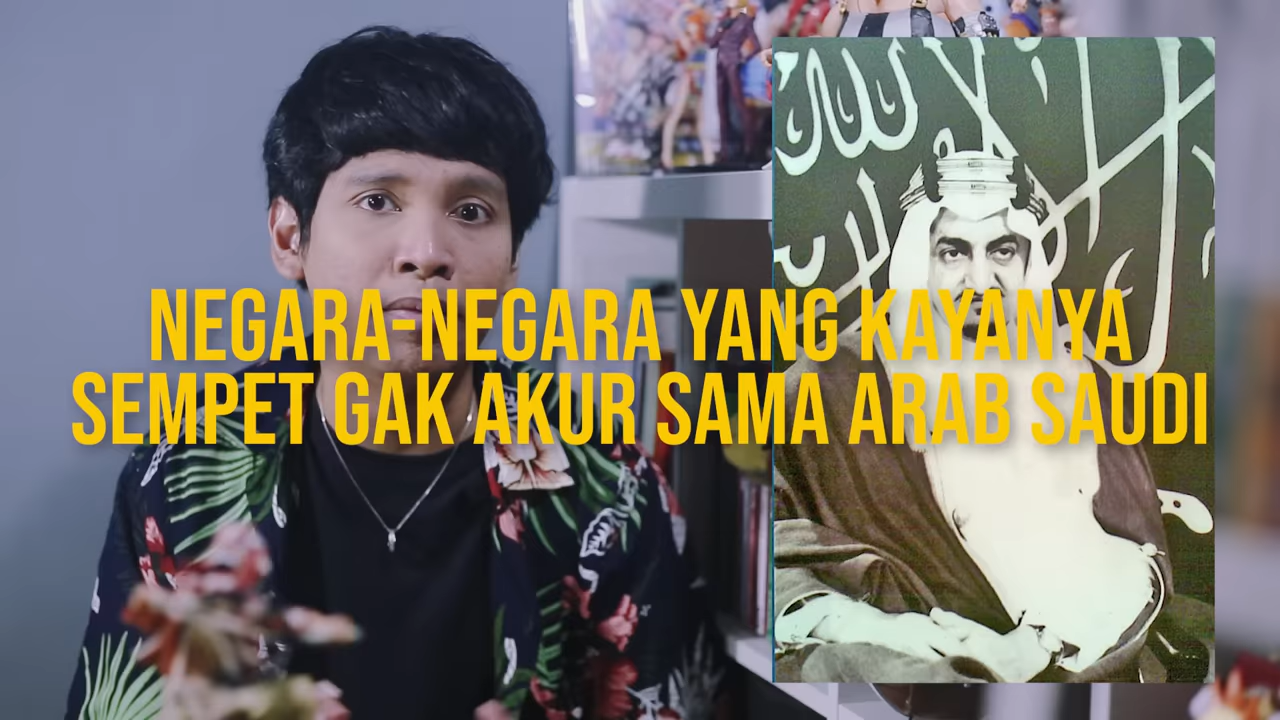 NEGARA-NEGARA YANG KAYANYA
SEMPET GAK AKUR SAMA ARAB SAUDI